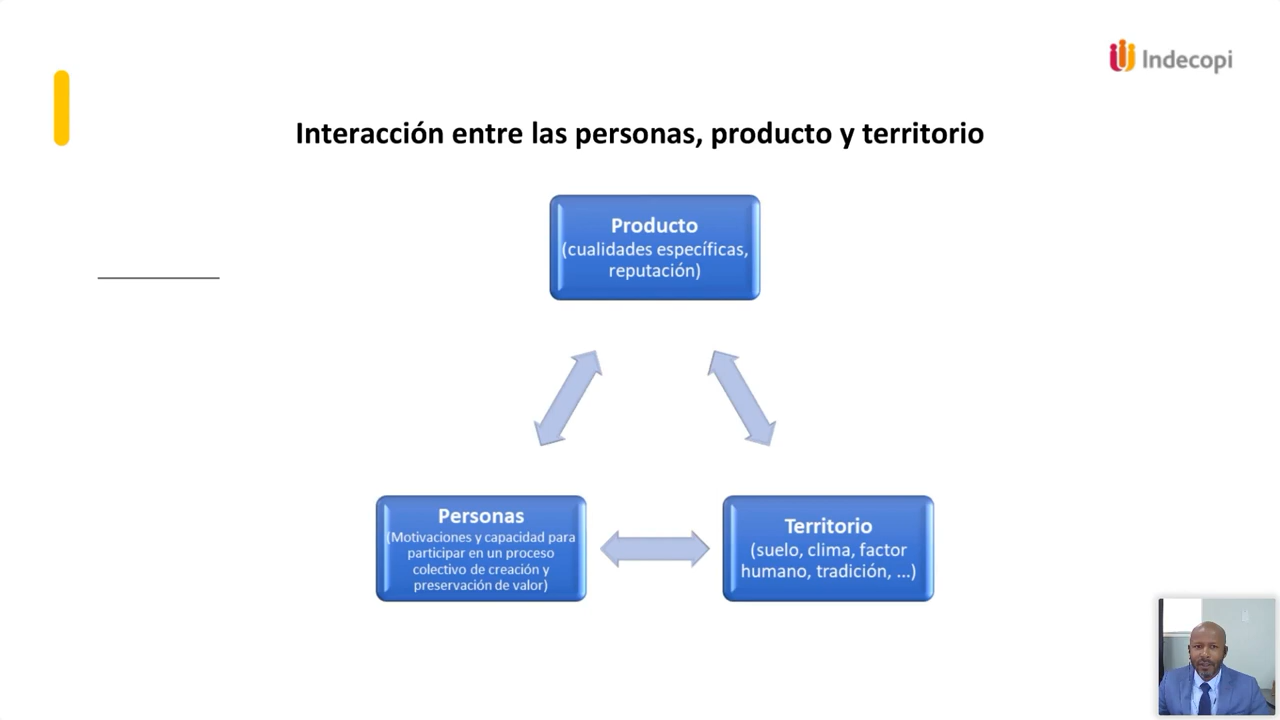 Indecopi
Interacción entre las personas, producto y territorio
Producto
(cualidades específicas,
reputación)
Personas
(Motivaciones y capacidad para
participar en un proceso
colectivo de creación y
preservación de valor)
Territorio
(suelo, clima, factor
humano, tradición, ...)